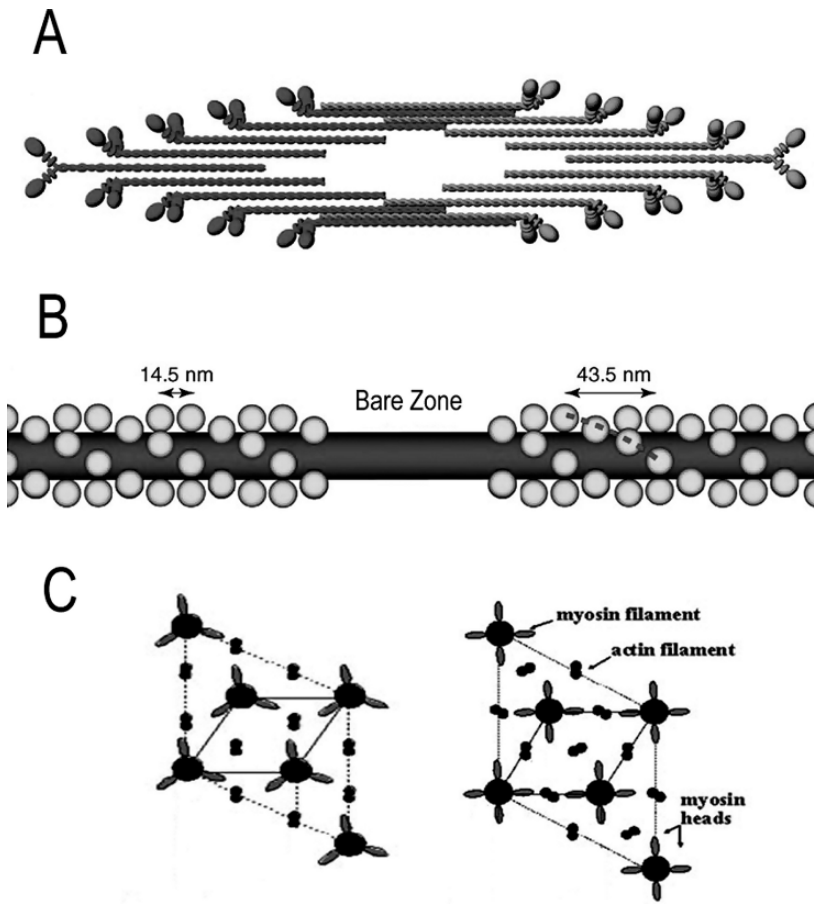 A
B
14.5 nm
Bare Zone
43.5 nm
C
myosin filament
actin filament
myosin
heads